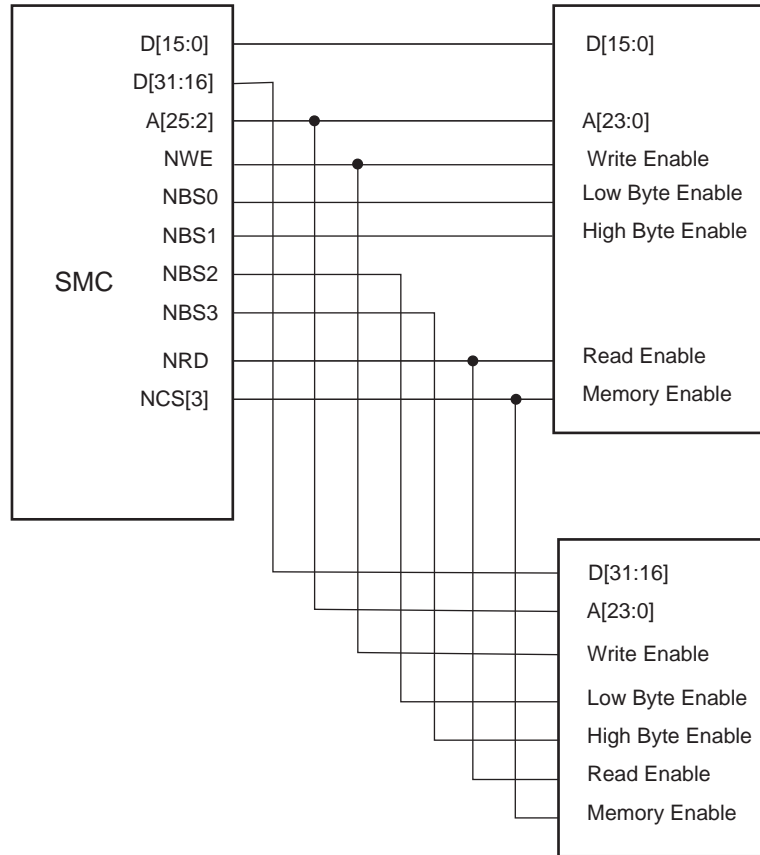 SMC
D[15:0]
D[31:16]
A[25:2]
NWE
NBS0
NBS1
NBS2
NBS3
NRD
NCS[3]
D[15:0]
A[23:0]
Write Enable
Low Byte Enable
High Byte Enable
Read Enable
Memory Enable
D[31:16]
A[23:0]
Write Enable
Low Byte Enable
High Byte Enable
Read Enable
Memory Enable